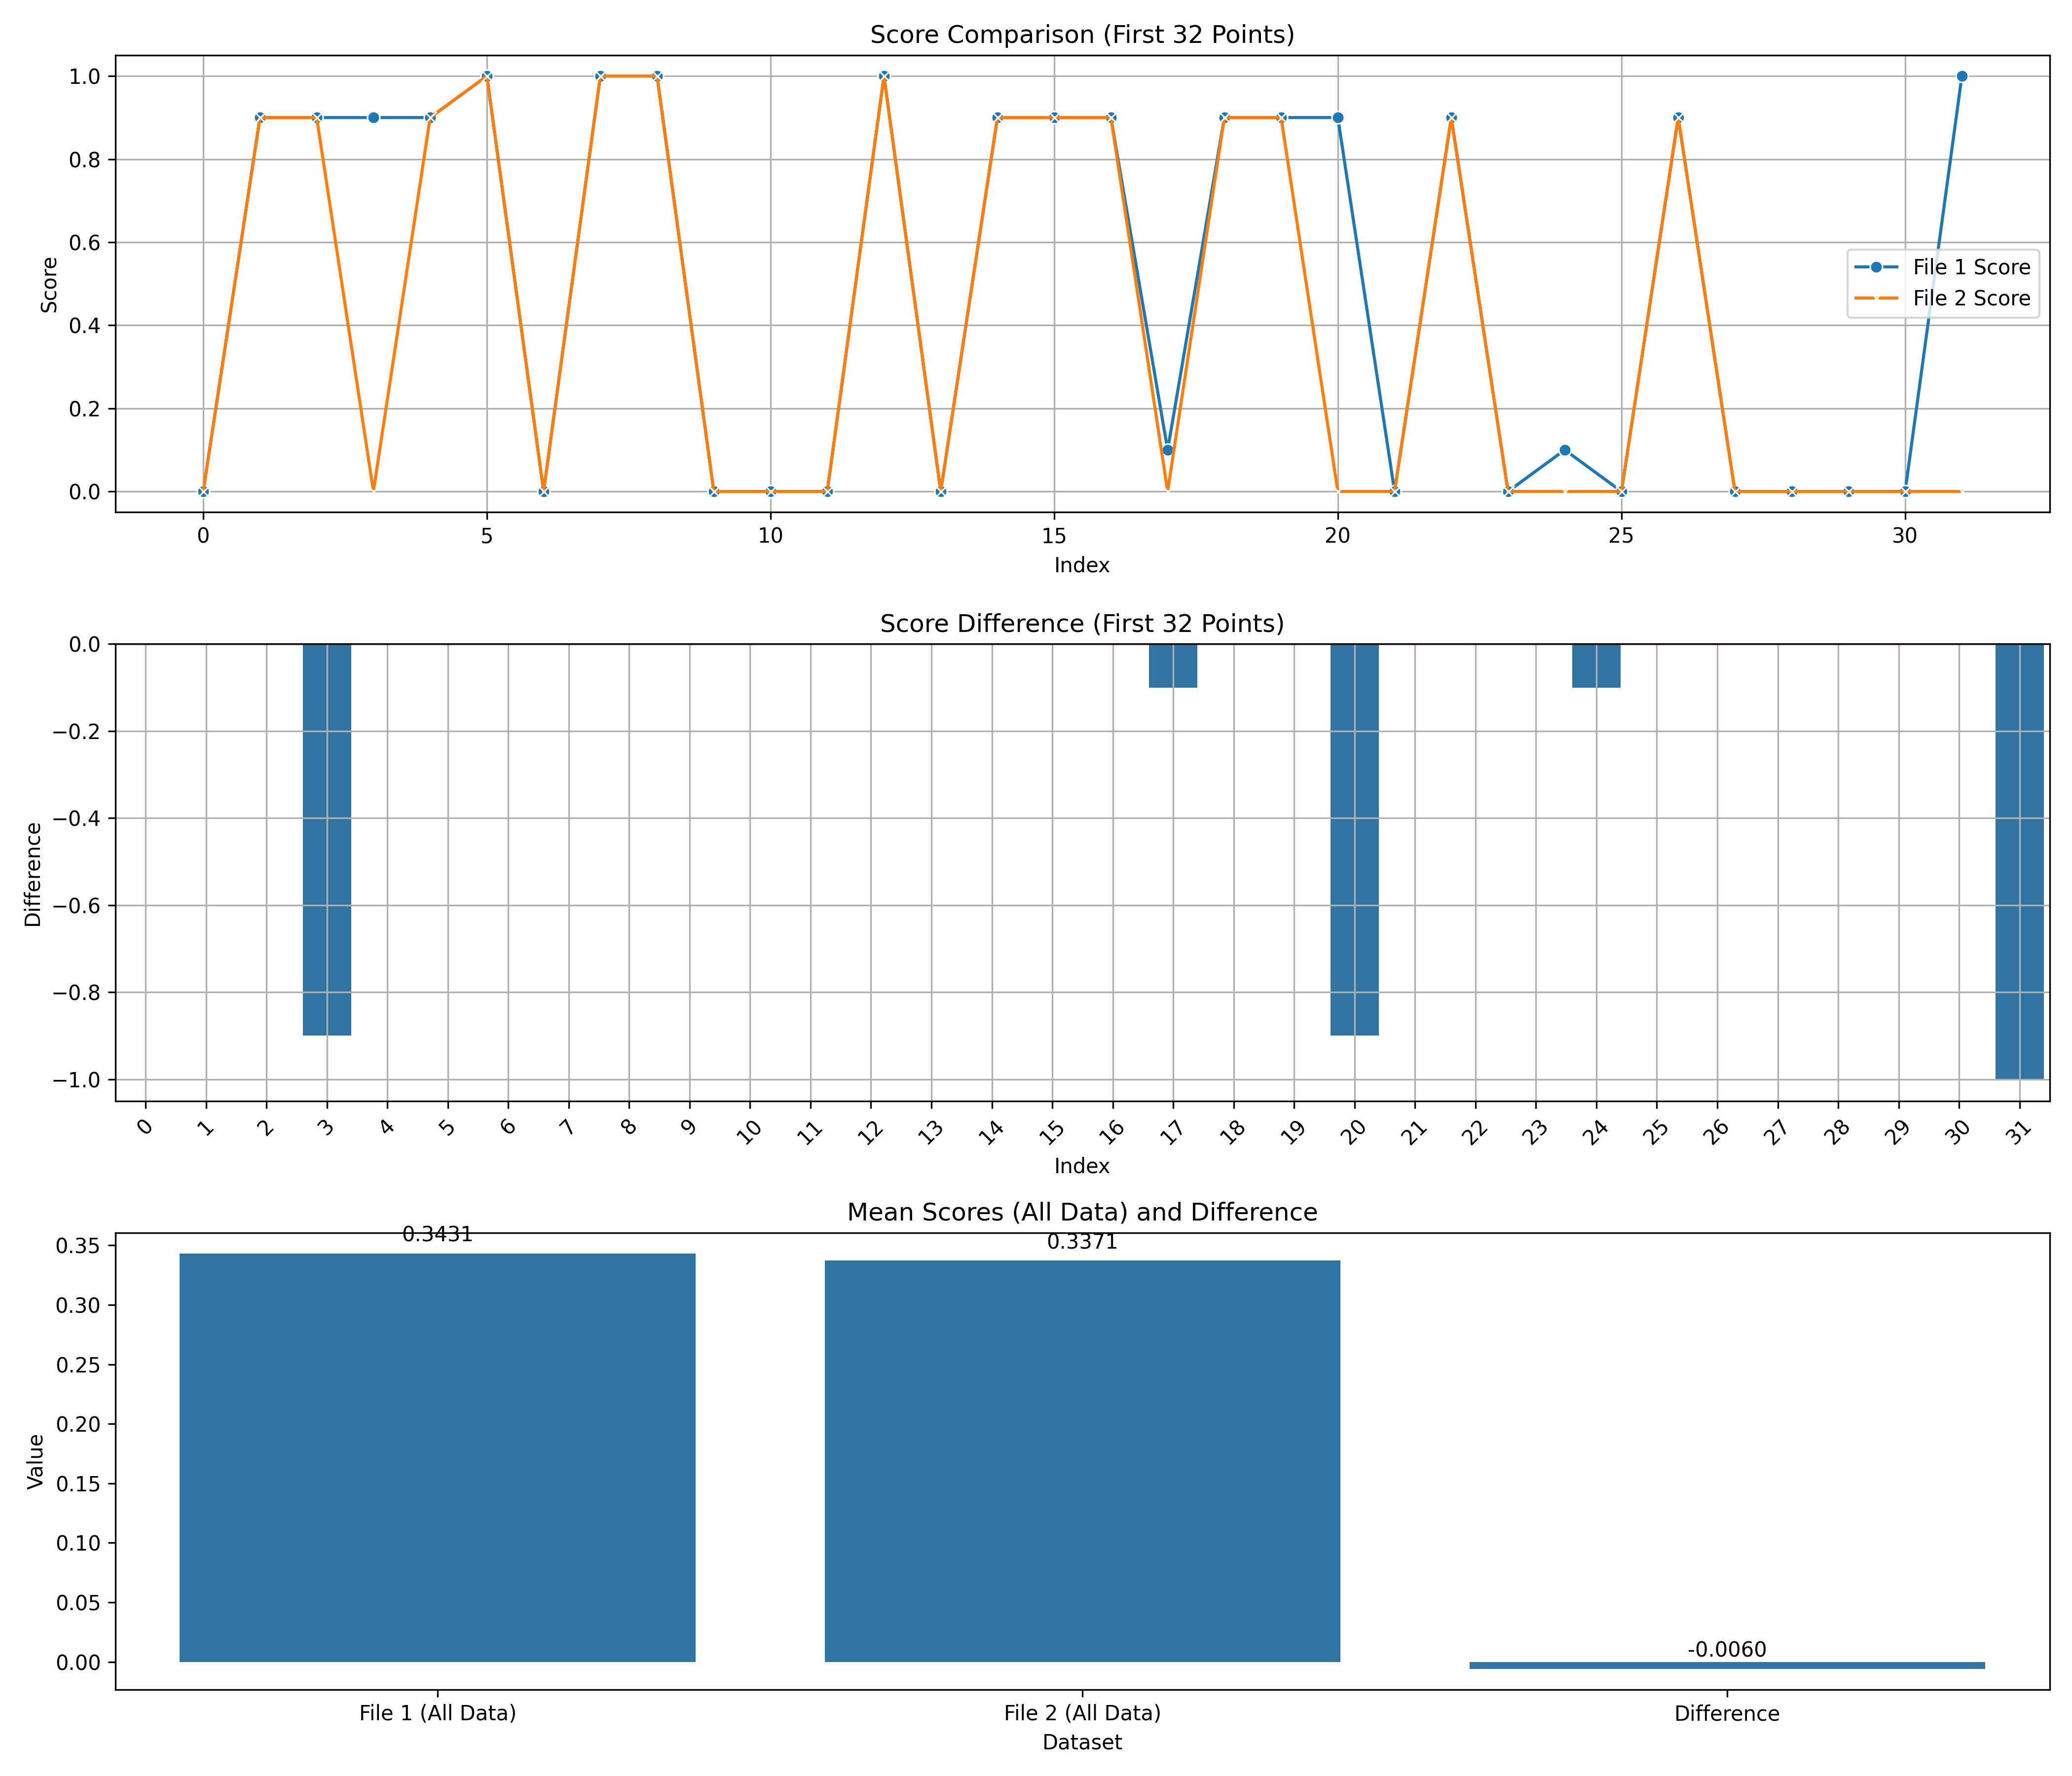 Score Comparison (First 32 Points)
1.0
0.8
0.6
0.4
0.2
0.0
Score
File 1 Score
File 2 Score
0 5 10 15 20 25 30
Index
Score Difference (First 32 Points)
0.0
−0.2
−0.4
−0.6
−0.8
−1.0
Difference
0 1 2 3 4 5 6 7 8 9 10 11 12 13 14 15 16 17 18 19 20 21 22 23 24 25 26 27 28 29 30 31
Index
Mean Scores (All Data) and Difference
0.3431
0.3371
-0.0060
0.35
0.30
0.25
0.20
0.15
0.10
0.05
0.00
Value
File 1 (All Data) File 2 (All Data) Difference
Dataset